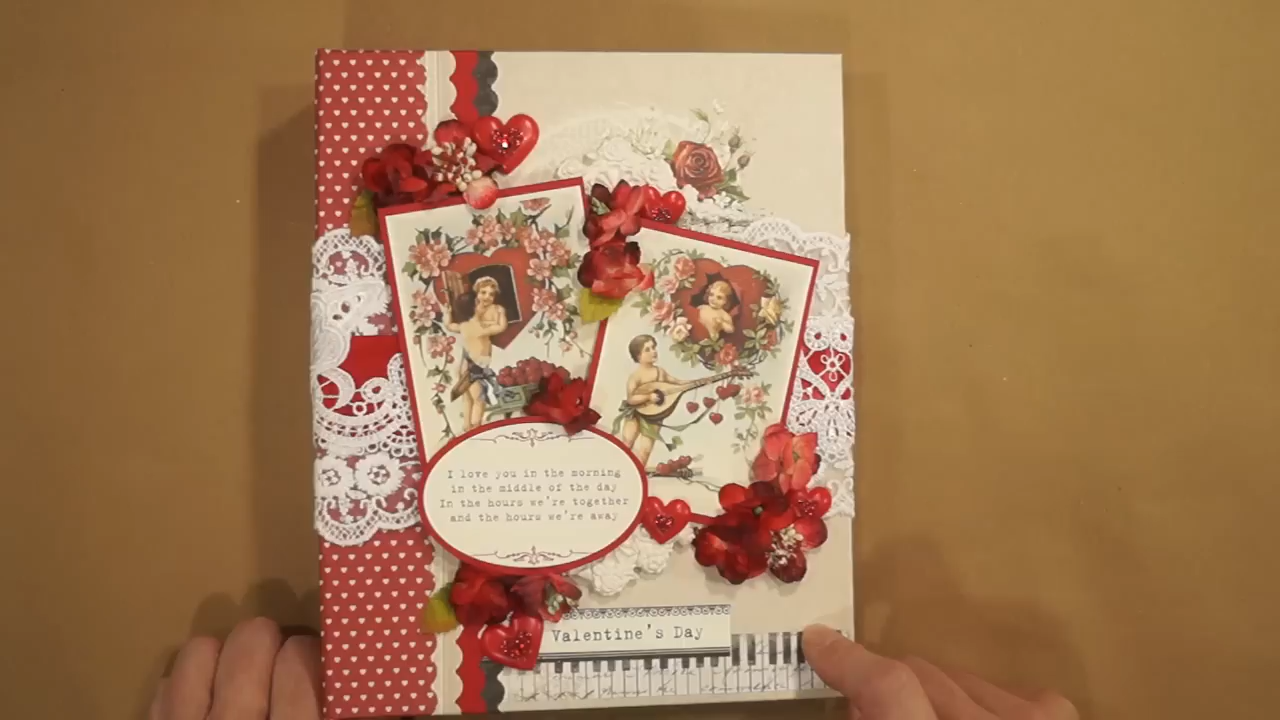 I love you in the morning
in the middle of the day
In the hours we're together
and the hours we're away
Valentine's Day